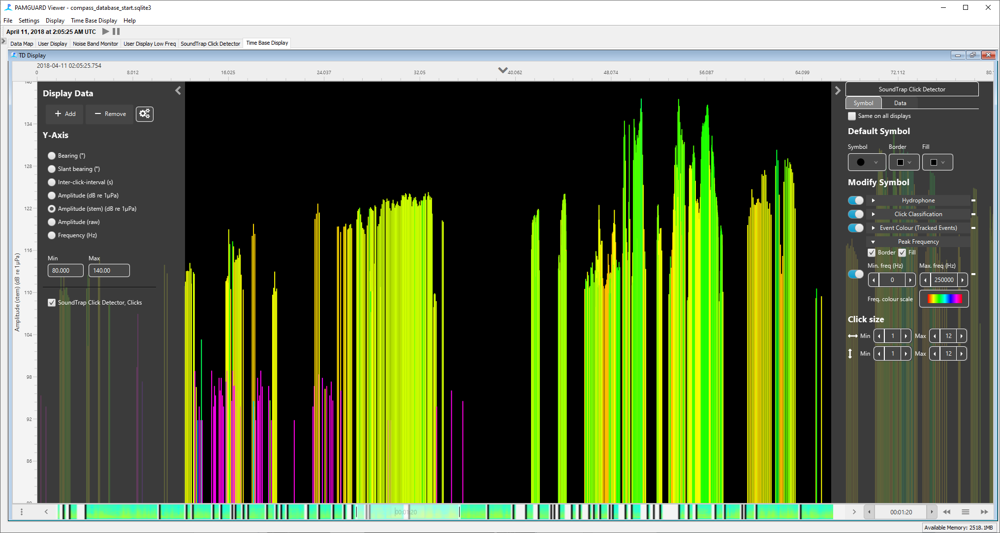 PAMGUARD Viewer - compass_database_start.sqlite3
File Settings Display Time Base Display Help
April 11, 2018 at 2:05:25 AM UTC
Data Map User Display Noise Band Monitor User Display Low Freq SoundTrap Click Detector Time Base Display
TD Display
2018-04-11 02:05:25.754
0 8.012 16.025 24.037 32.05 40.062 48.074 56.087 64.099 72.112
140
134
128
122
116
110
104
98
92
86
80
Amplitude (stem) (dB re 1µPa)
Display Data
+ Add
− Remove
Y-Axis
Bearing (°)
Slant bearing (°)
Inter-click-interval (s)
Amplitude (dB re 1µPa)
Amplitude (stem) (dB re 1µPa)
Amplitude (raw)
Frequency (Hz)
Min Max
80.000 140.00
SoundTrap Click Detector, Clicks
SoundTrap Click Detector
Symbol Data
Same on all displays
Default Symbol
Symbol Border Fill
Modify Symbol
Hydrophone
Click Classification
Event Colour (Tracked Events)
Peak Frequency
Border Fill
Min. freq (Hz) Max. freq (Hz)
0 250000
Freq. colour scale
Click size
Min 1 Max 12
Min 1 Max 12
00:01:20
00:01:20
Available Memory: 2518.1MB